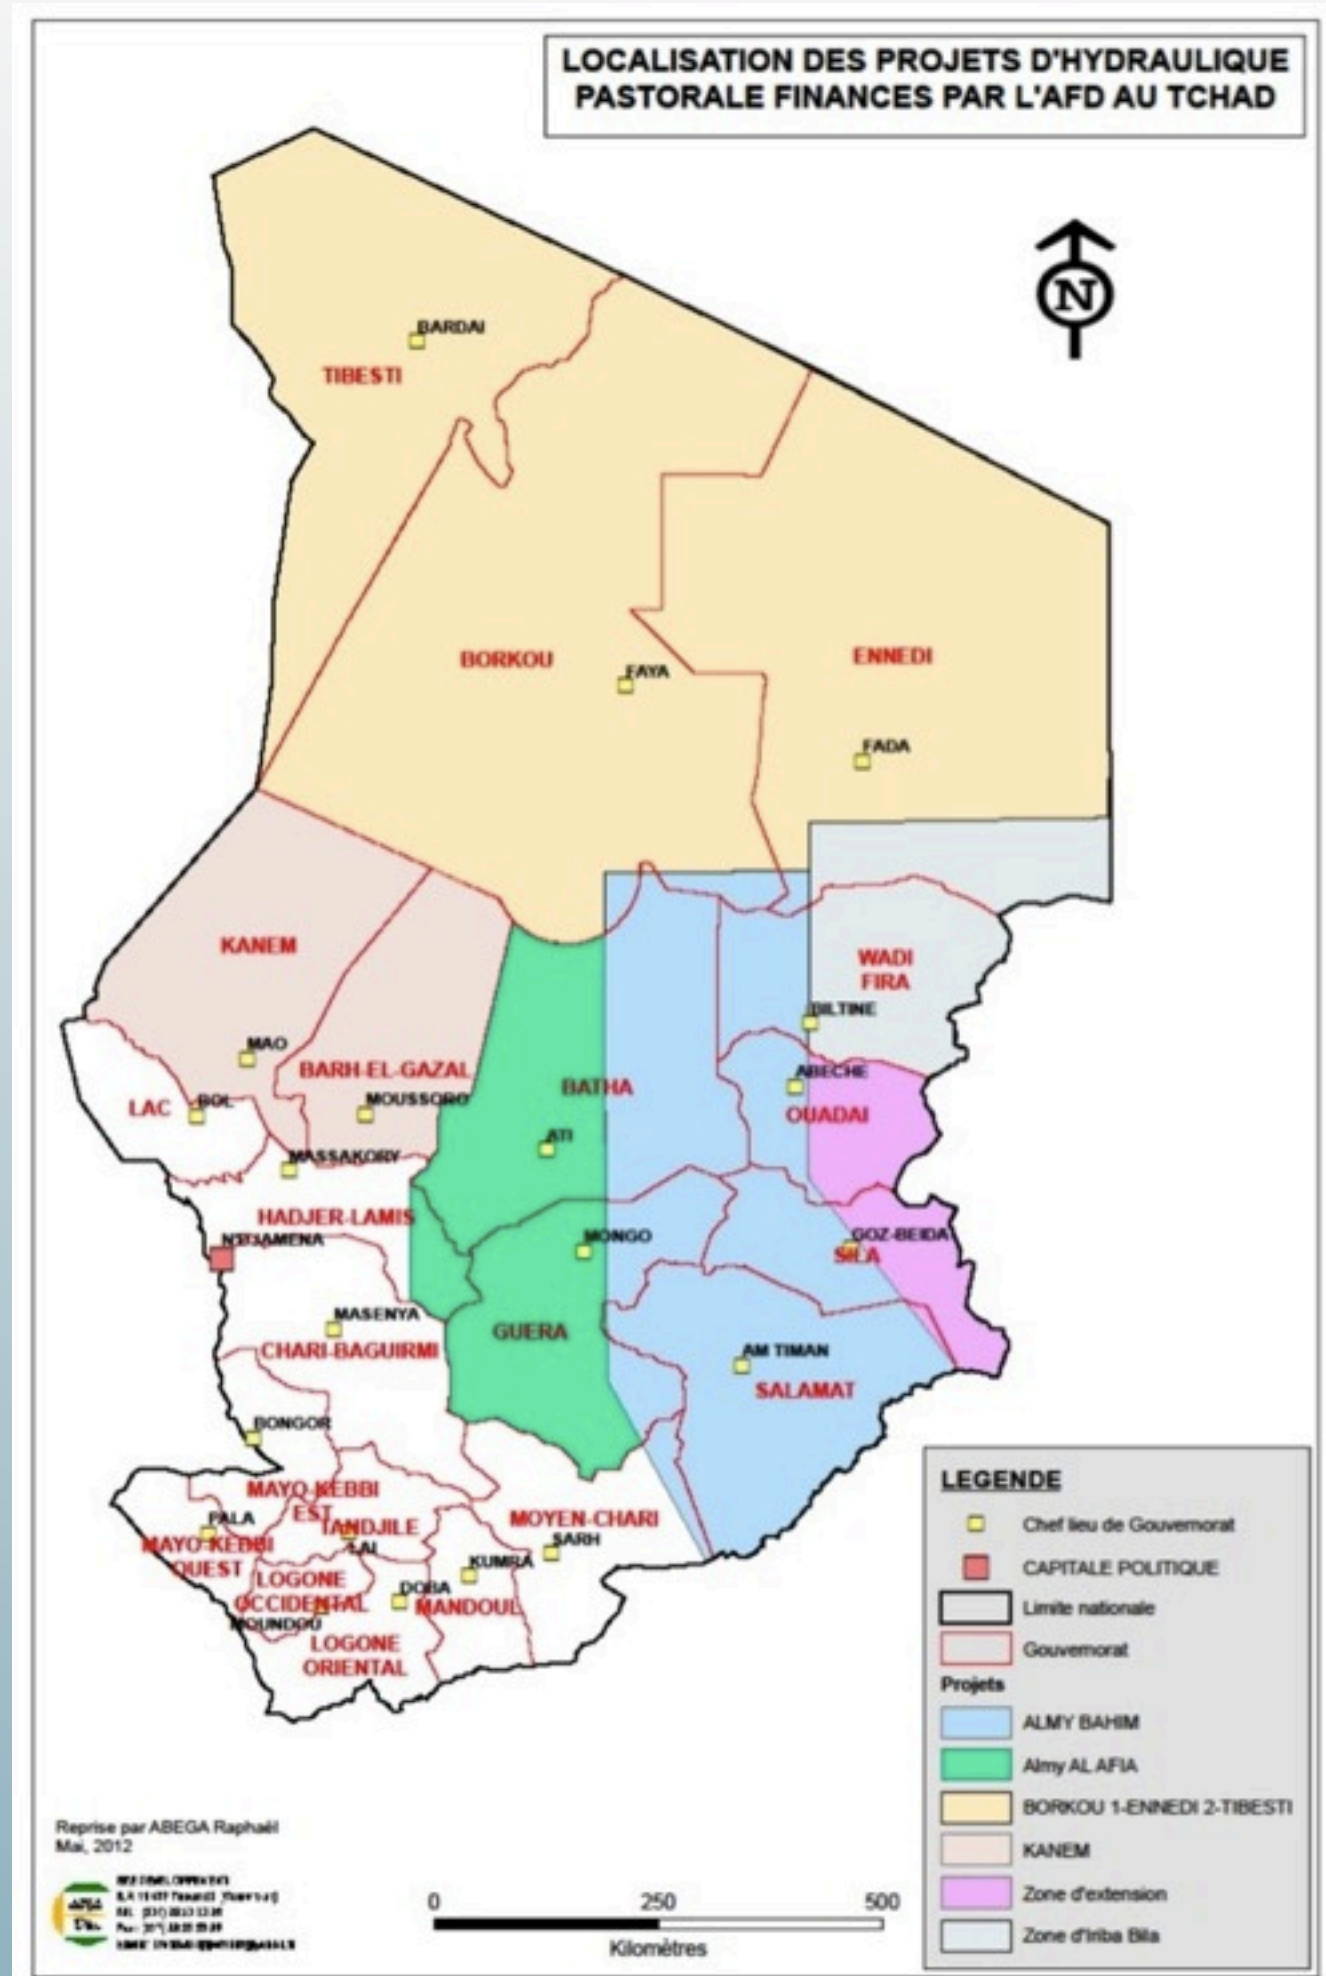 LOCALISATION DES PROJETS D'HYDRAULIQUE
PASTORALE FINANCES PAR L'AFD AU TCHAD
N
BARDAI
TIBESTI
BORKOU
ENNEDI
FAYA
FADA
KANEM
WADI
FIRA
BILTINE
MAO
BARH-EL-GAZAL
ABECHE
BATHA
LAC
BOL
MOUSSORO
OUADAI
ATI
MASSAKORY
HADJER-LAMIS
N'DJAMENA
MONGO
GOZ-BEIDA
SILA
MASENYA
GUERA
CHARI-BAGUIRMI
AM TIMAN
SALAMAT
BONGOR
MAYO-KEBBI
EST
PALA
TANDJILE
MOYEN-CHARI
MAYO-KEBBI
OUEST
LAI
SARH
KUMRA
LOGONE
OCCIDENTAL
DOBA
MANDOUL
MOUNDOU
LOGONE
ORIENTAL
LEGENDE
Chef lieu de Gouvernorat
CAPITALE POLITIQUE
Limite nationale
Gouvernorat
Projets
ALMY BAHIM
Almy AL AFIA
BORKOU 1-ENNEDI 2-TIBESTI
KANEM
Zone d'extension
Zone d'Iriba Bila
Reprise par ABEGA Raphaël
Mai, 2012
0 250 500
Kilomètres